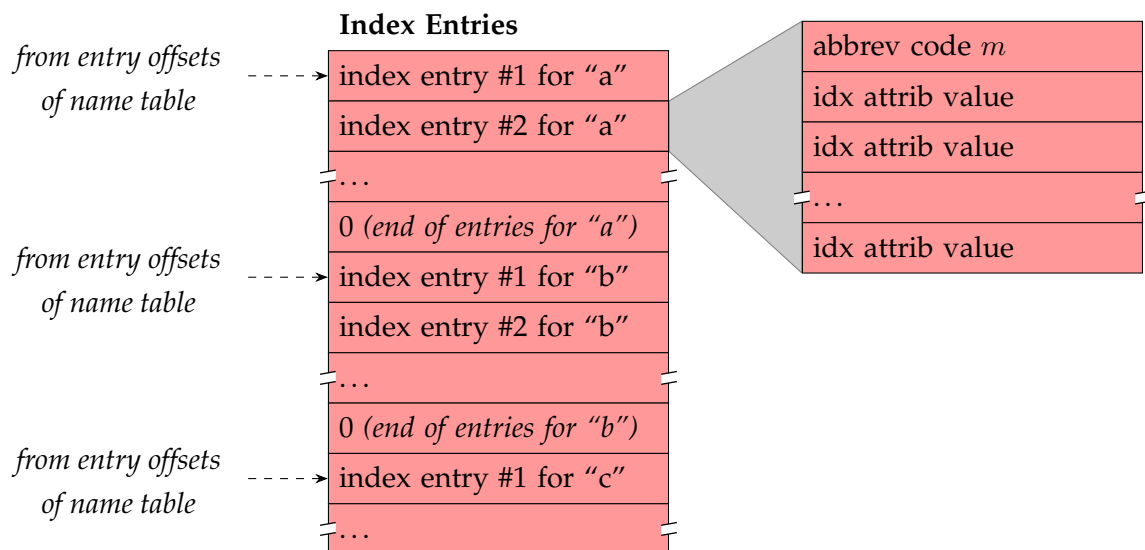 Index Entries
from entry offsets
of name table
index entry #1 for “a”
index entry #2 for “a”
. . .
0 (end of entries for “a”)
from entry offsets
of name table
index entry #1 for “b”
index entry #2 for “b”
. . .
0 (end of entries for “b”)
from entry offsets
of name table
index entry #1 for “c”
. . .
abbrev code m
idx attrib value
idx attrib value
. . .
idx attrib value